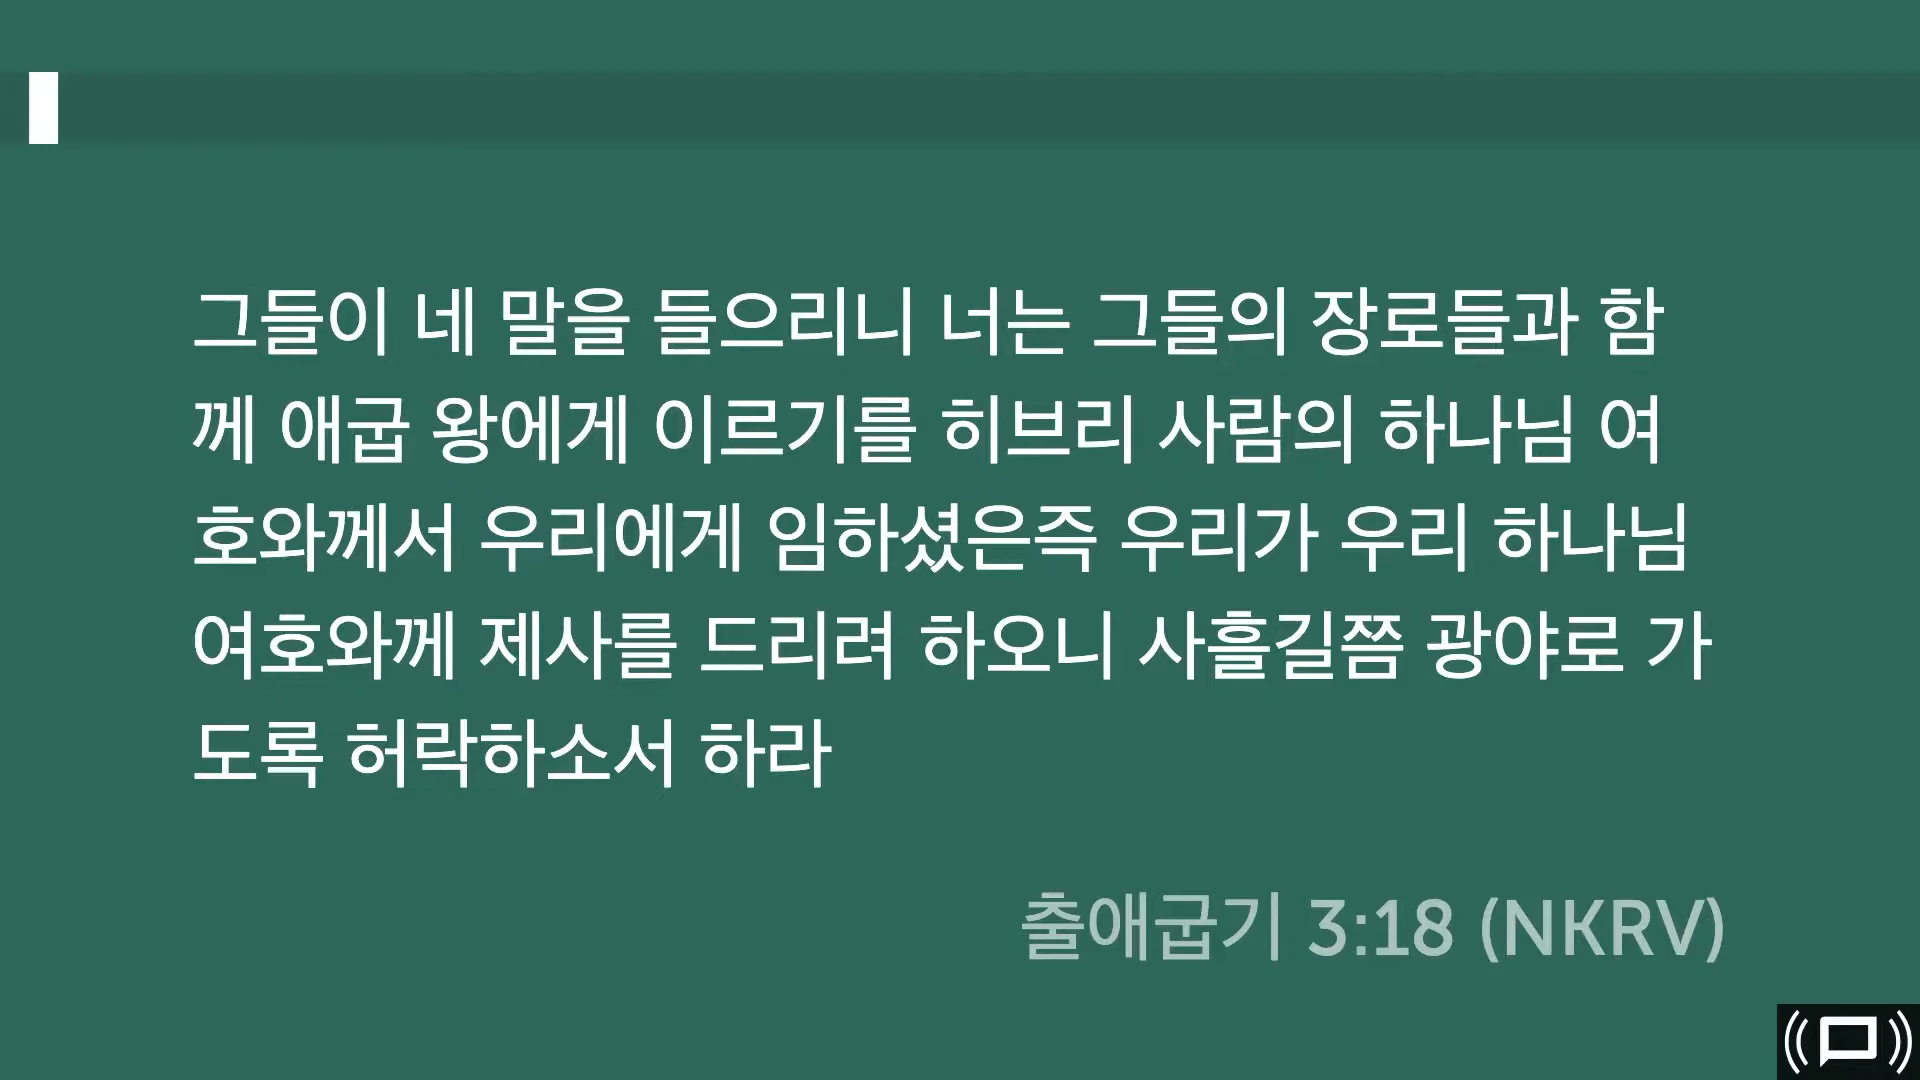 그들이 네 말을 들으리니 너는 그들의 장로들과 함
께 애굽 왕에게 이르기를 히브리 사람의 하나님 여
호와께서 우리에게 임하셨은즉 우리가 우리 하나님
여호와께 제사를 드리려 하오니 사흘길쯤 광야로 가
도록 허락하소서 하라
출애굽기 3:18 (NKRV)